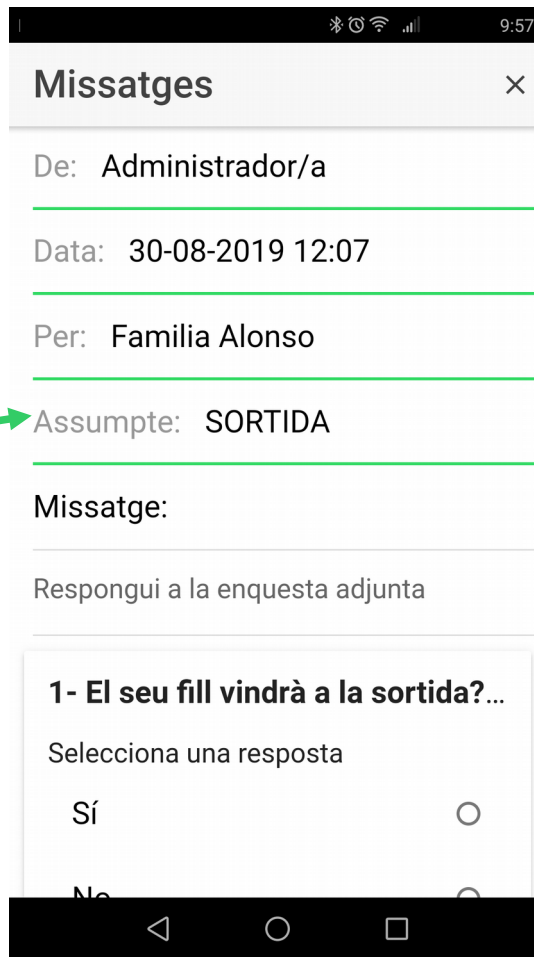 9:57
Missatges
De: Administrador/a
Data: 30-08-2019 12:07
Per: Familia Alonso
Assumpte: SORTIDA
Missatge:
Respongui a la enquesta adjunta
1- El seu fill vindrà a la sortida?...
Selecciona una resposta
Sí
No